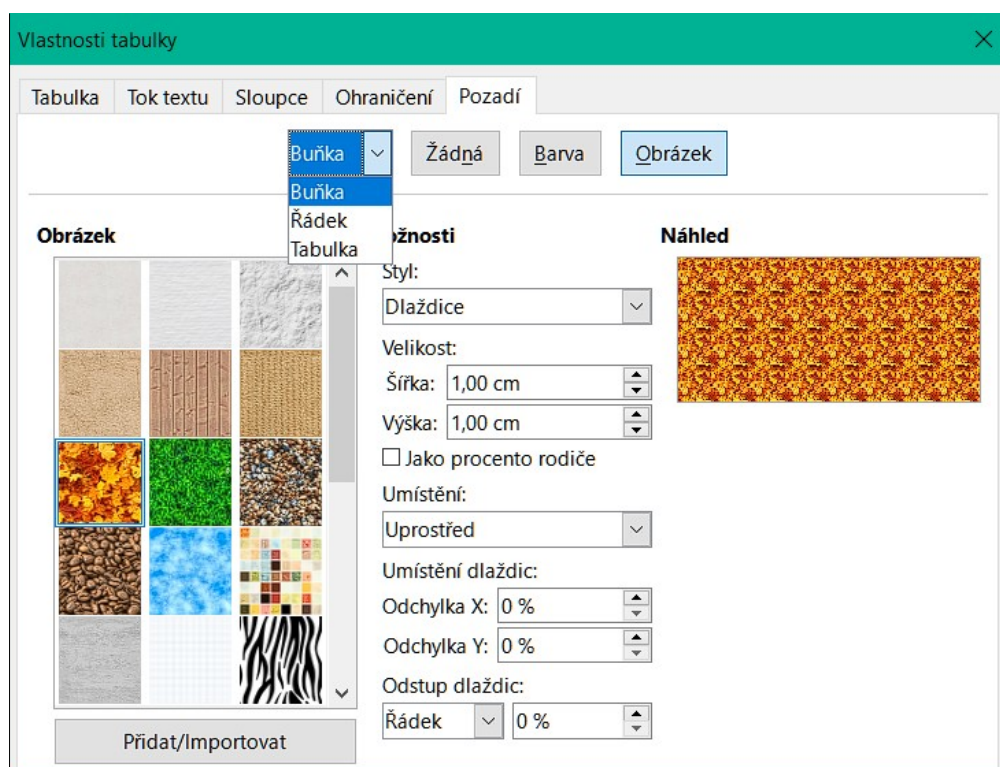 Vlastnosti tabulky
Tabulka Tok textu Sloupce Ohraničení Pozadí
Buňka Žádná Barva Obrázek
Buňka
Řádek
Tabulka
Obrázek ožnosti Náhled
Styl:
Dlaždice
Velikost:
Šířka: 1,00 cm
Výška: 1,00 cm
Jako procento rodiče
Umístění:
Uprostřed
Umístění dlaždic:
Odchylka X: 0 %
Odchylka Y: 0 %
Odstup dlaždic:
Řádek 0 %
Přidat/Importovat